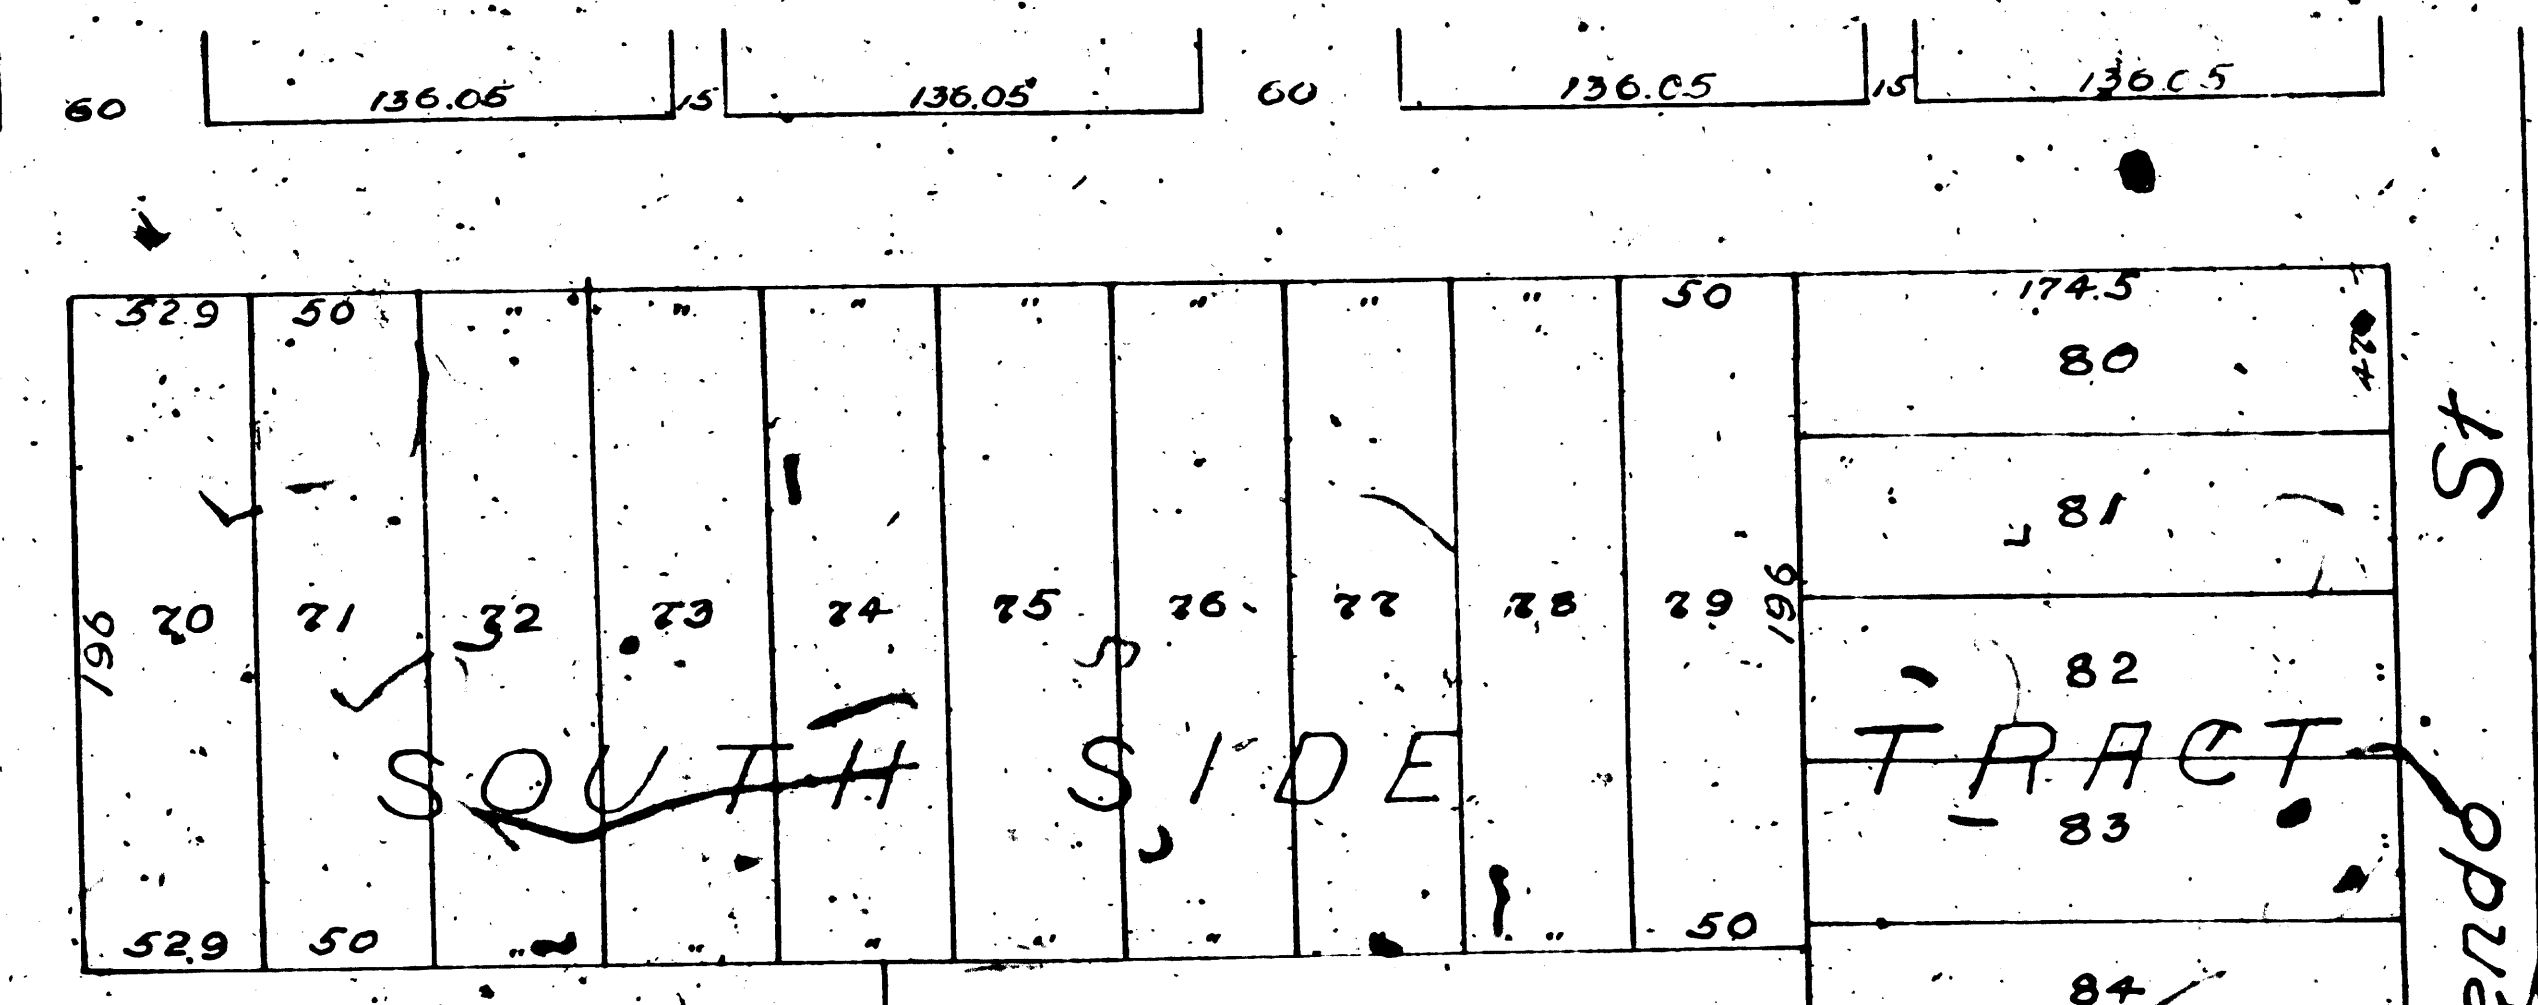 60 136.05 15 136.05 60 136.05 15 136.05
52.9 50 " " " " " " " 50 174.5
80
St
81
196 70 71 72 73 74 75 76 77 78 79 196
82
SOUTH SIDE TRACT
83
52.9 50 " " " " " " 50
84